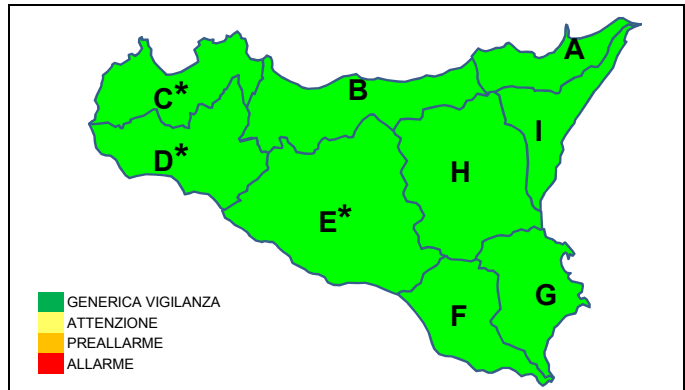 A
B
C*
I
D*
H
E*
G
F
GENERICA VIGILANZA
ATTENZIONE
PREALLARME
ALLARME